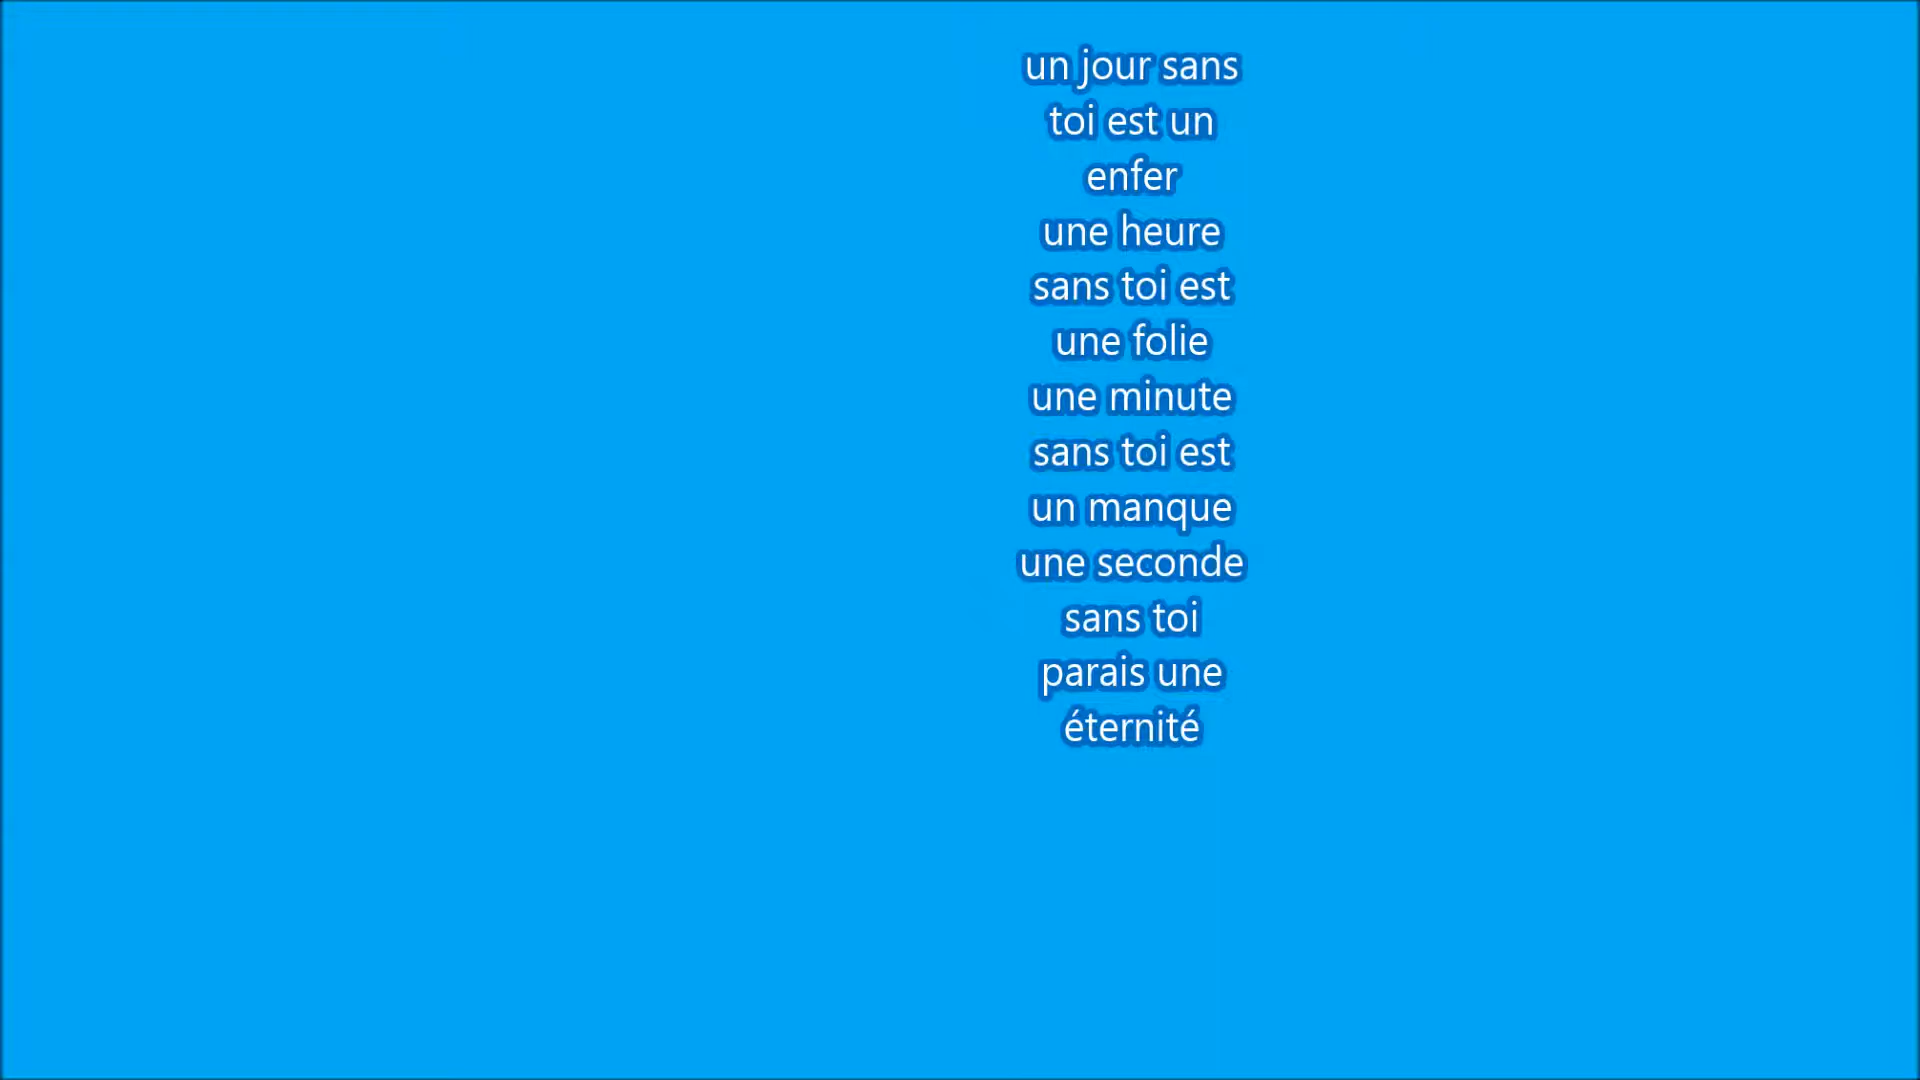 un jour sans
toi est un
enfer
une heure
sans toi est
une folie
une minute
sans toi est
un manque
une seconde
sans toi
parais une
éternité